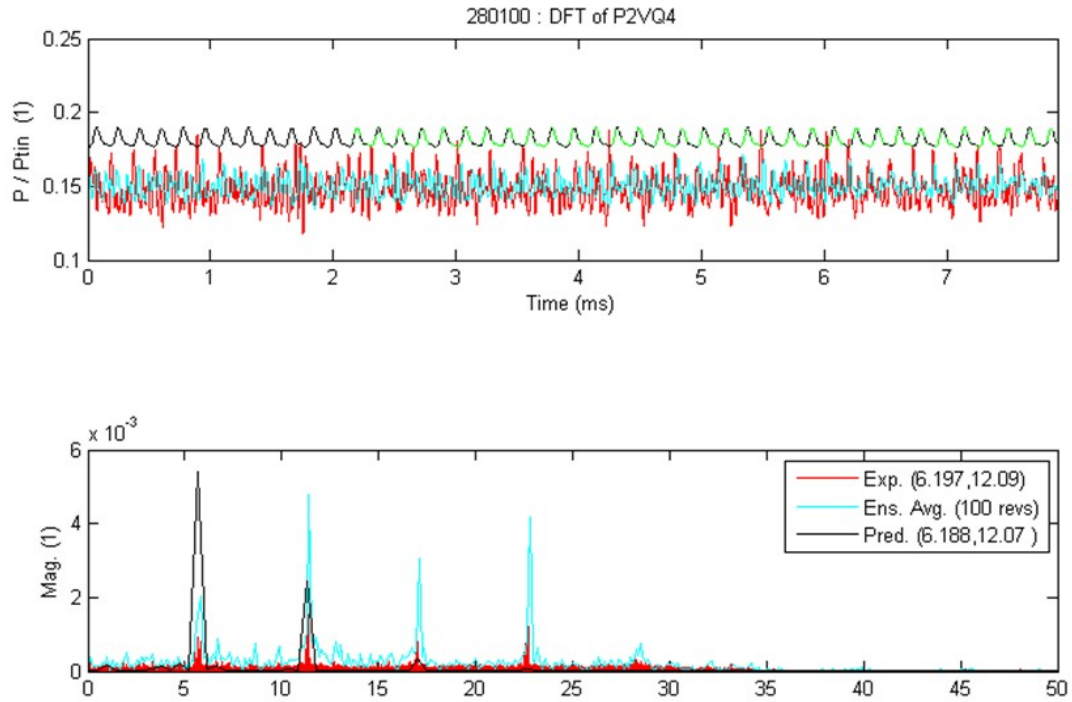 280100 : DFT of P2VQ4
0.25
0.2
0.15
0.1
P / Ptin (1)
0 1 2 3 4 5 6 7
Time (ms)
x 10^-3
6
4
2
0
Mag. (1)
Exp. (6.197,12.09)
Ens. Avg. (100 revs)
Pred. (6.188,12.07 )
0 5 10 15 20 25 30 35 40 45 50